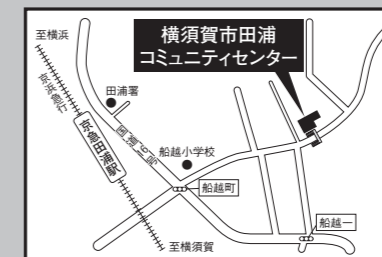 至横浜
横須賀市田浦
コミュニティセンター
京浜急行
田浦署
国道16号
京急田浦駅
船越小学校
船越町
船越一
至横須賀